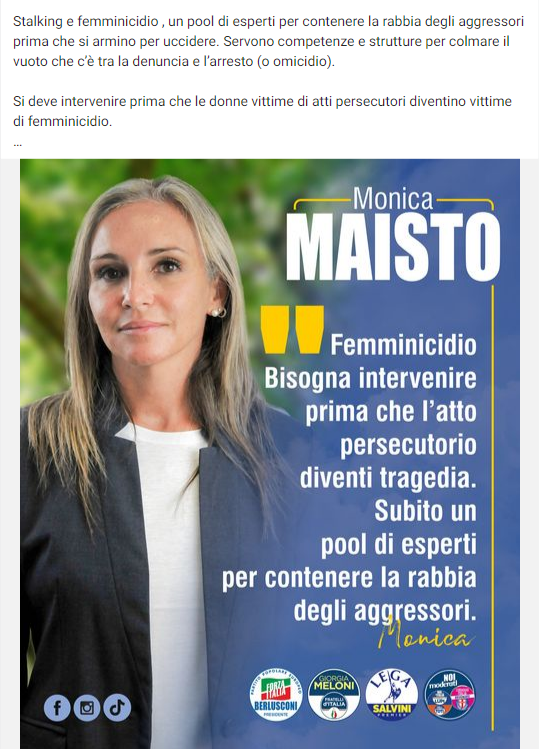 Stalking e femminicidio , un pool di esperti per contenere la rabbia degli aggressori
prima che si armino per uccidere. Servono competenze e strutture per colmare il
vuoto che c'è tra la denuncia e l'arresto (o omicidio).
Si deve intervenire prima che le donne vittime di atti persecutori diventino vittime
di femminicidio.
...
Monica
MAISTO
Femminicidio
Bisogna intervenire
prima che l'atto
persecutorio
diventi tragedia.
Subito un
pool di esperti
per contenere la rabbia
degli aggressori.
Monica
FORZA
ITALIA
BERLUSCONI
PRESIDENTE
GIORGIA
MELONI
FRATELLI
d'ITALIA
LEGA
SALVINI
PREMIER
NOI
moderati